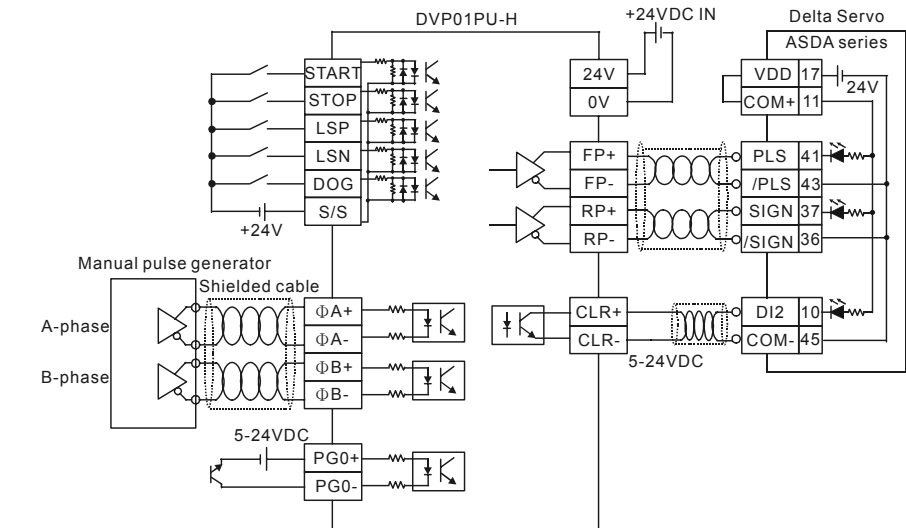 DVP01PU-H
+24VDC IN
Delta Servo
ASDA series
START
STOP
LSP
LSN
DOG
S/S
+24V
24V
0V
VDD 17
24V
COM+ 11
FP+
FP-
RP+
RP-
PLS 41
/PLS 43
SIGN 37
/SIGN 36
Manual pulse generator
Shielded cable
A-phase
B-phase
ΦA+
ΦA-
ΦB+
ΦB-
CLR+
CLR-
5-24VDC
DI2 10
COM- 45
5-24VDC
PG0+
PG0-